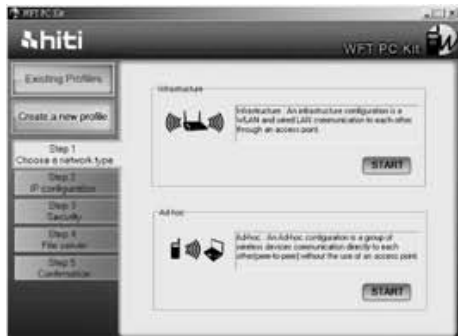 WFT PC Kit
hiti
WFT PC Kit
Existing Profiles
Create a new profile
Step 1
Choose a network type
Step 2
IP configuration
Step 3
Security
Step 4
File server
Step 5
Confirmation
Infrastructure
Infrastructure : An infrastructure configuration is a
WLAN and wired LAN communication to each other
through an access point.
START
Ad hoc
Ad-hoc : An Ad-hoc configuration is a group of
wireless devices communication directly to each
other(peer-to-peer) without the use of an access point
START